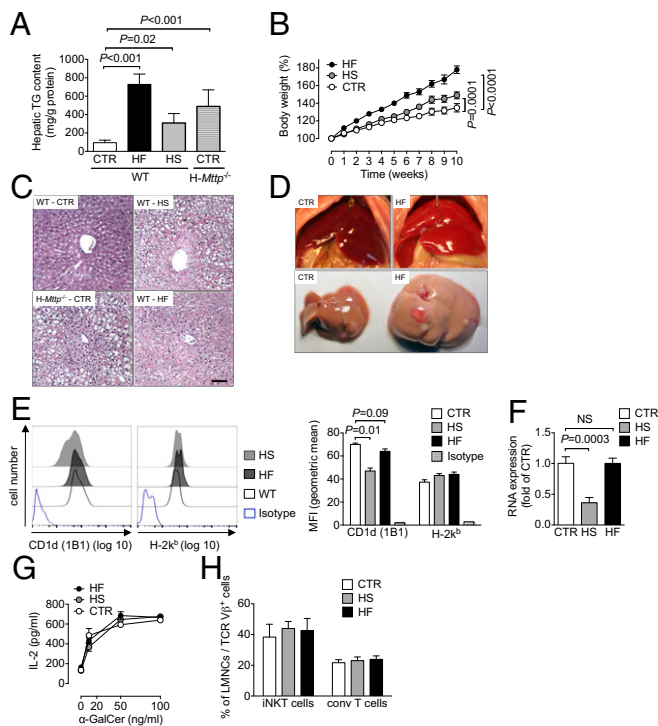 A
P<0.001
P=0.02
P<0.001
Hepatic TG content
(mg/g protein)
1000
800
600
400
200
0
CTR
HF
HS
CTR
WT
H-Mttp-/-
B
Body weight (%)
180
160
140
120
100
HF
HS
CTR
P=0.0001
P<0.0001
0 1 2 3 4 5 6 7 8 9 10
Time (weeks)
C
WT - CTR
WT - HS
H-Mttp-/- - CTR
WT - HF
D
CTR
HF
CTR
HF
E
cell number
CD1d (1B1) (log 10)
H-2kb (log 10)
HS
HF
WT
Isotype
MFI (geometric mean)
80
60
40
20
0
P=0.09
P=0.01
CTR
HS
HF
Isotype
CD1d (1B1)
H-2kb
F
RNA expression
(fold of CTR)
1.5
1.0
0.5
0.0
NS
P=0.0003
CTR
HS
HF
G
IL-2 (pg/ml)
800
600
400
200
0
HF
HS
CTR
0 20 50 100
α-GalCer (ng/ml)
H
% of LMNCs / TCR Vβ+ cells
60
40
20
0
CTR
HS
HF
iNKT cells
conv T cells